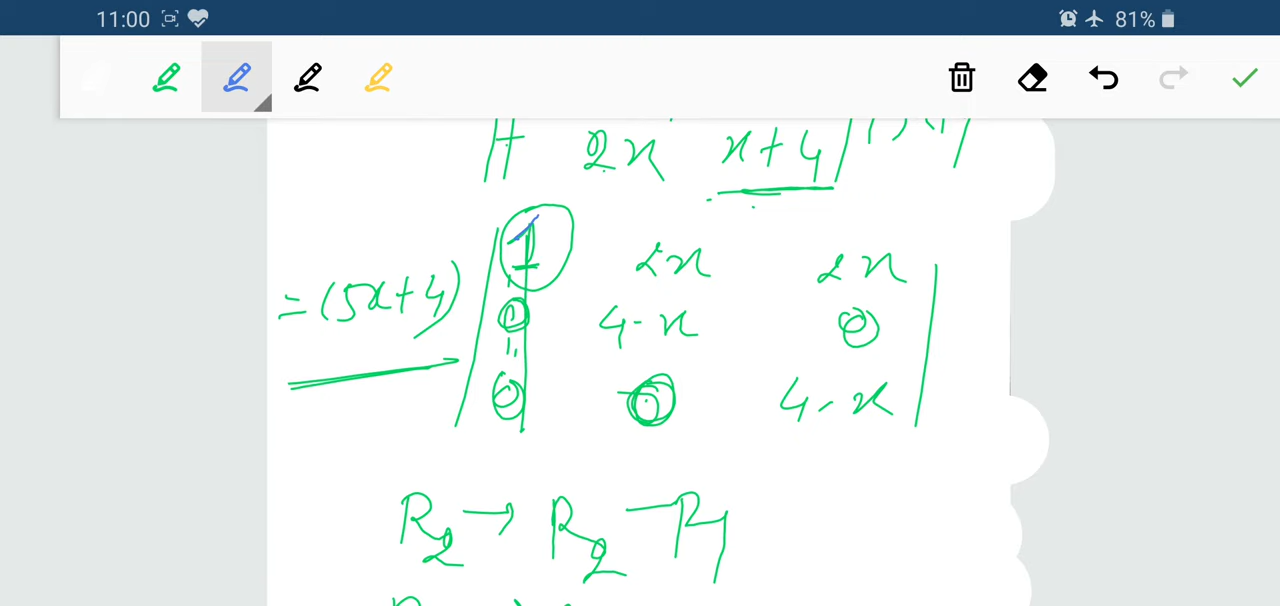 11:00 81%
2x x+4
= (5x+4) | 1 2x 2x |
0 4-x 0
0 0 4-x
R2 → R2 - R1